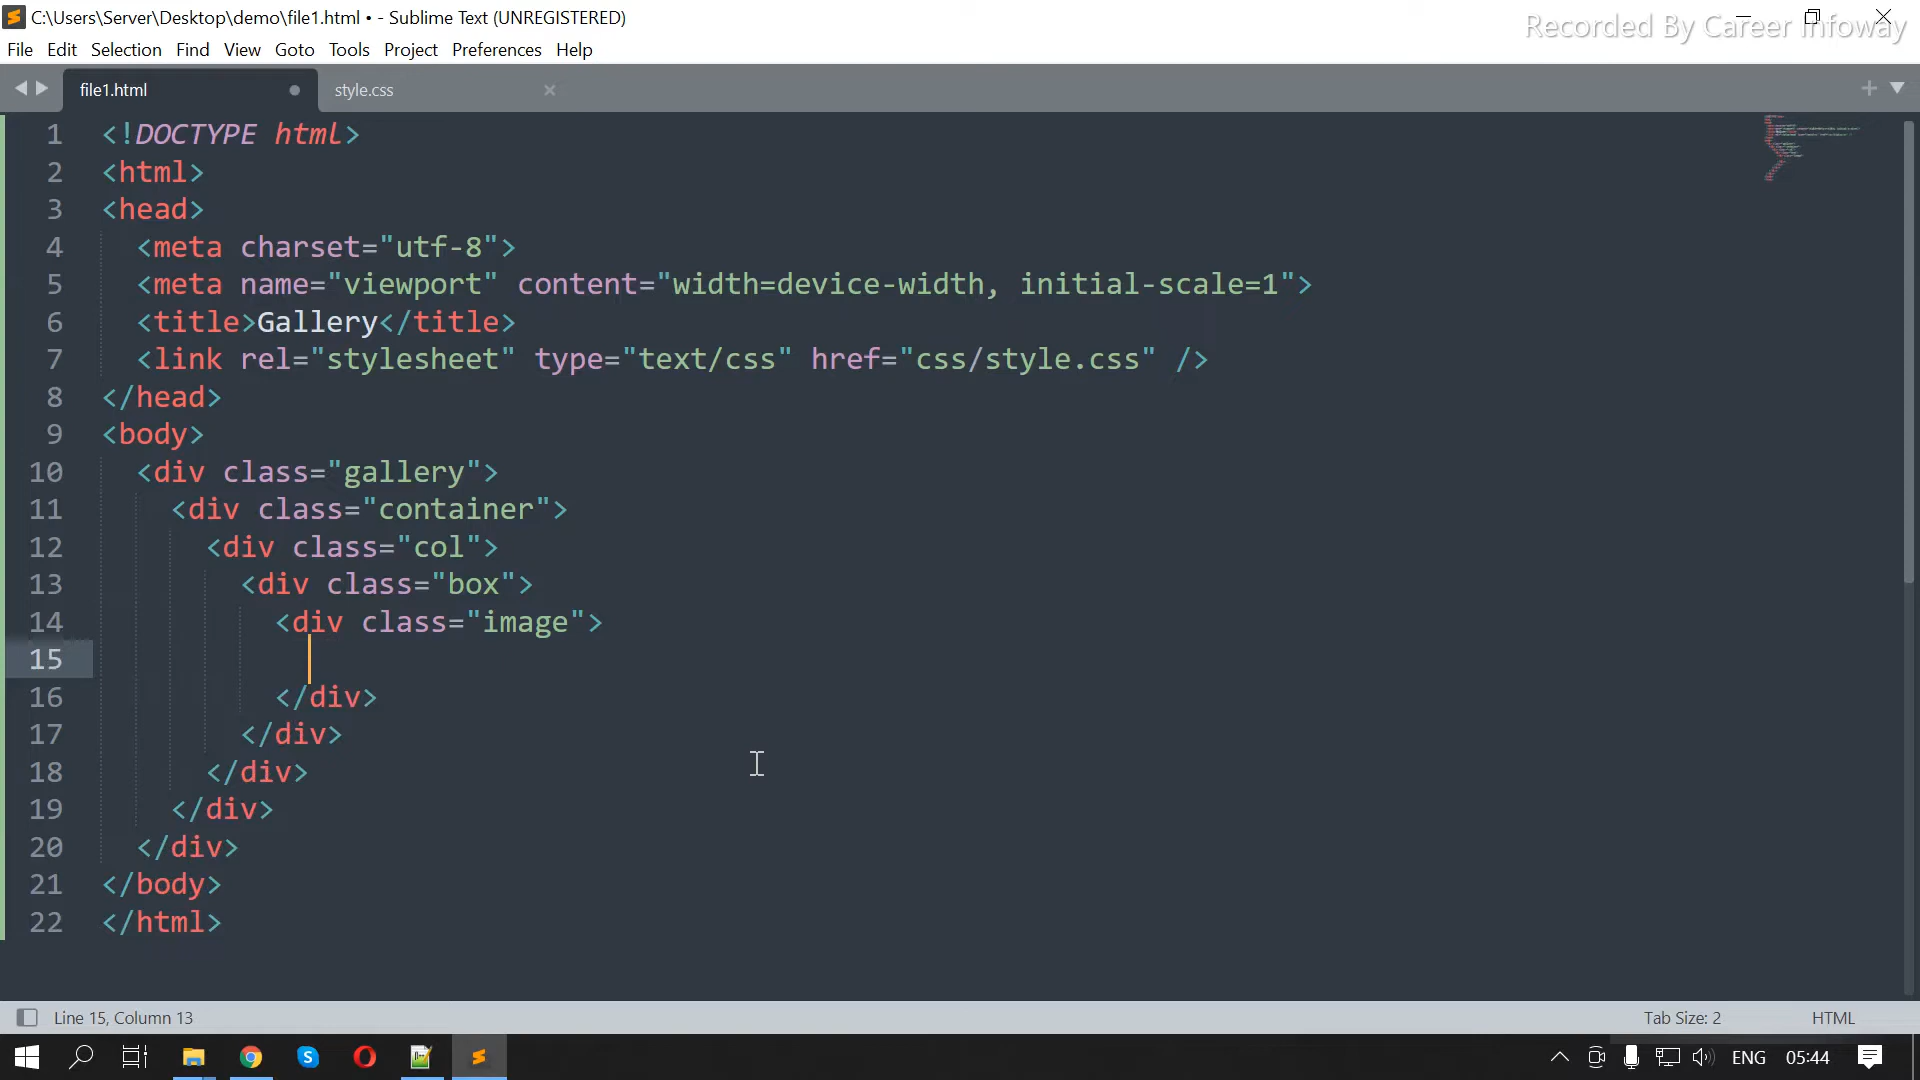 C:\Users\Server\Desktop\demo\file1.html • - Sublime Text (UNREGISTERED)
Recorded By Career Infoway
File Edit Selection Find View Goto Tools Project Preferences Help
file1.html style.css
1 <!DOCTYPE html>
2 <html>
3 <head>
4 <meta charset="utf-8">
5 <meta name="viewport" content="width=device-width, initial-scale=1">
6 <title>Gallery</title>
7 <link rel="stylesheet" type="text/css" href="css/style.css" />
8 </head>
9 <body>
10 <div class="gallery">
11 <div class="container">
12 <div class="col">
13 <div class="box">
14 <div class="image">
15
16 </div>
17 </div>
18 </div>
19 </div>
20 </div>
21 </body>
22 </html>
Line 15, Column 13 Tab Size: 2 HTML
ENG 05:44